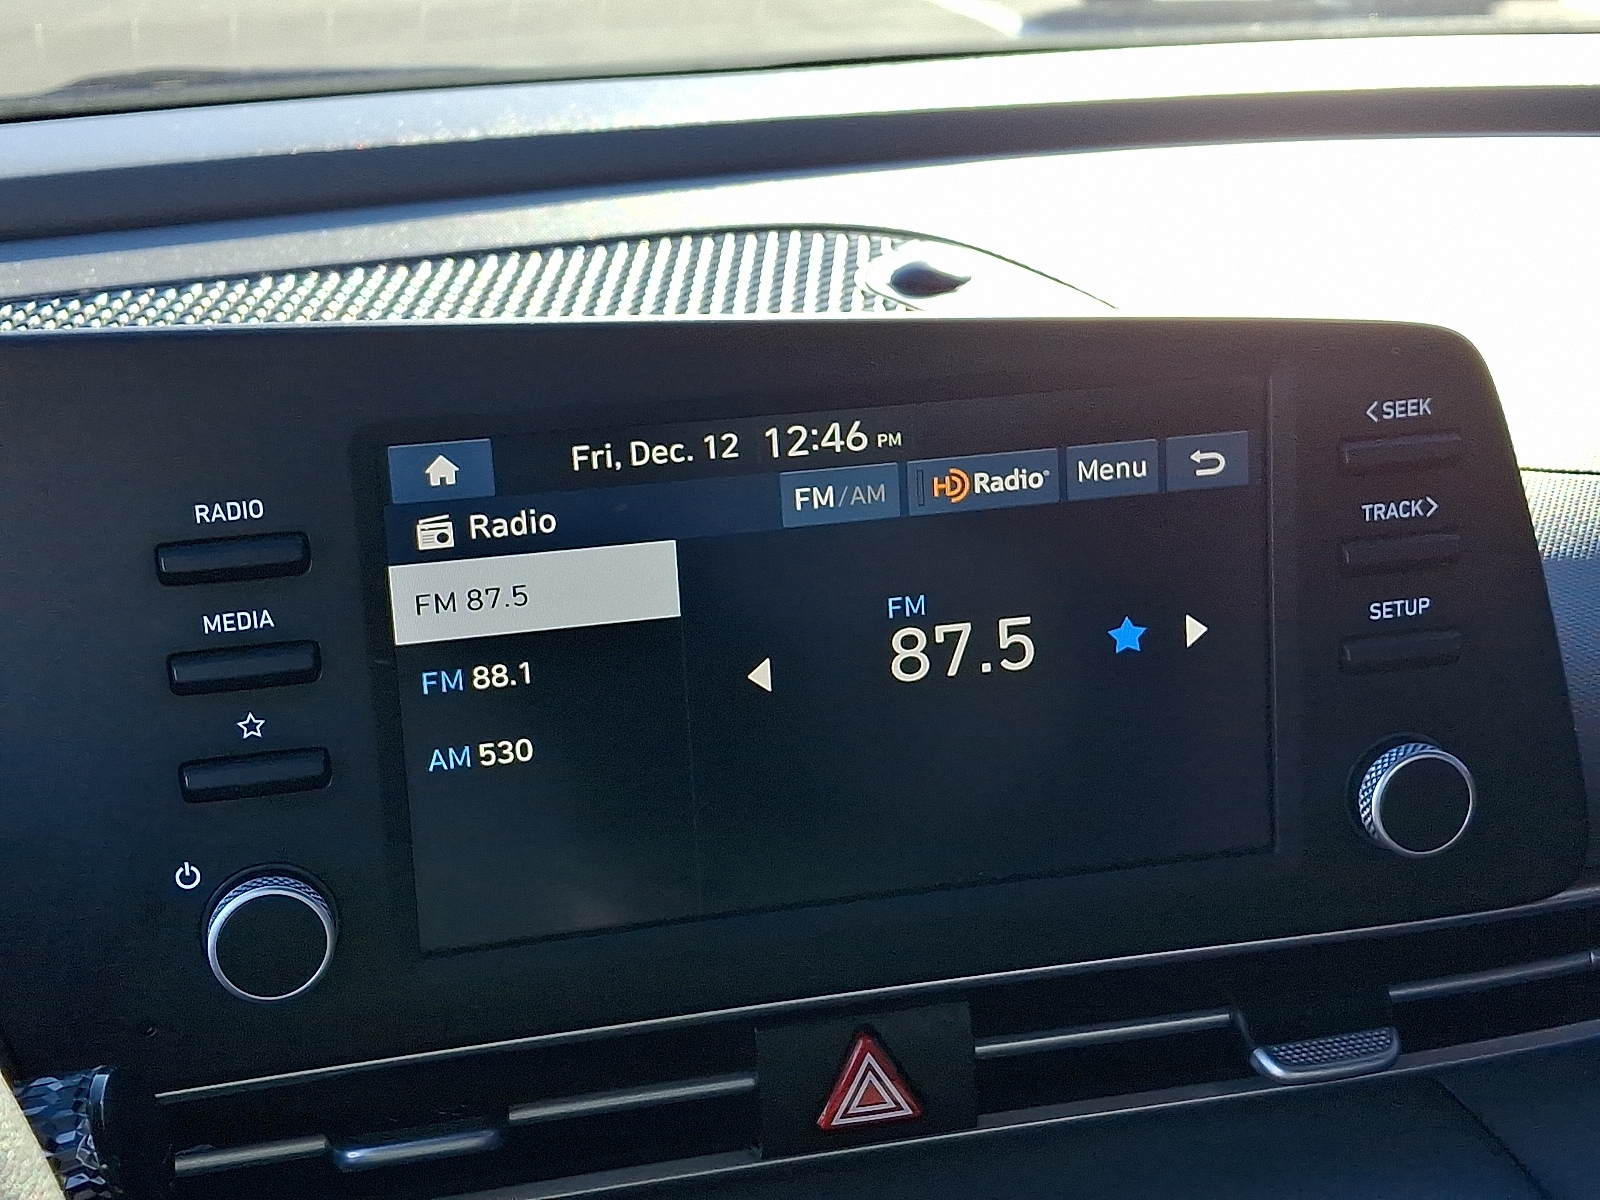 Fri, Dec. 12 12:46 PM
FM/AM HD Radio® Menu
Radio
FM 87.5
FM 88.1
AM 530
FM
87.5
RADIO
MEDIA
<SEEK
TRACK>
SETUP